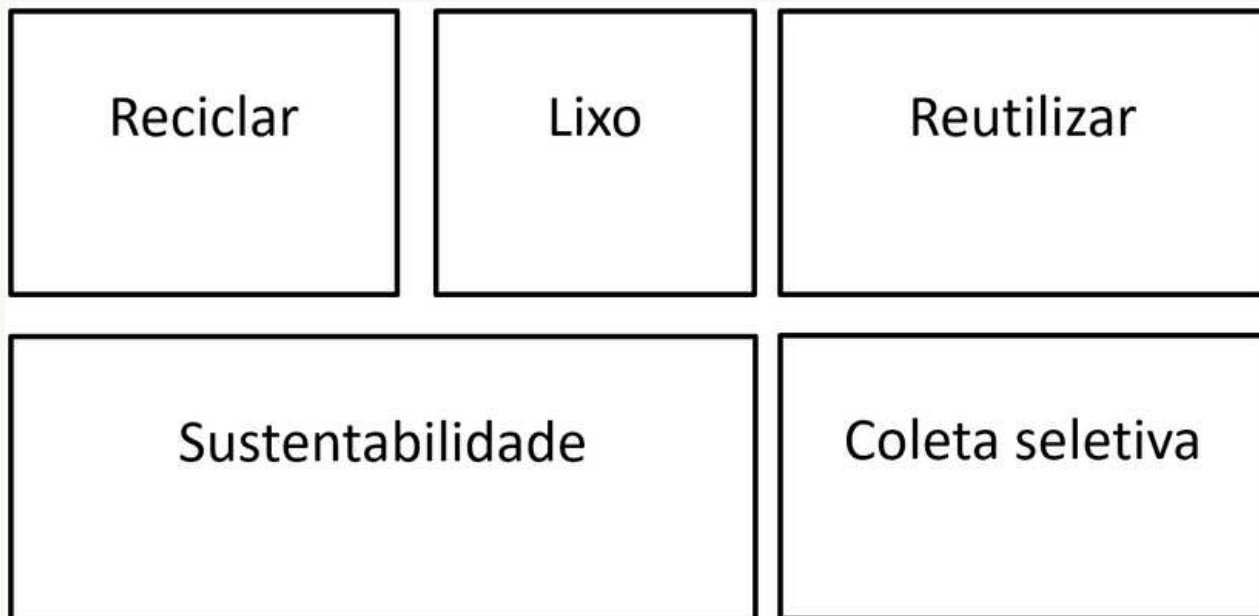 Reciclar
Lixo
Reutilizar
Sustentabilidade
Coleta seletiva